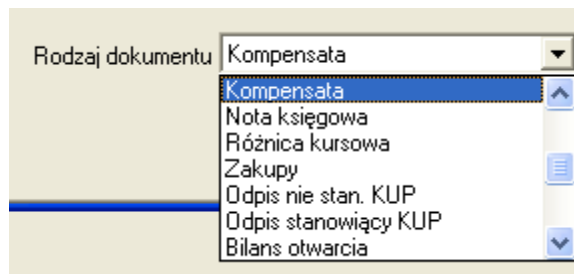 Rodzaj dokumentu Kompensata
Kompensata
Nota księgowa
Różnica kursowa
Zakupy
Odpis nie stan. KUP
Odpis stanowiący KUP
Bilans otwarcia